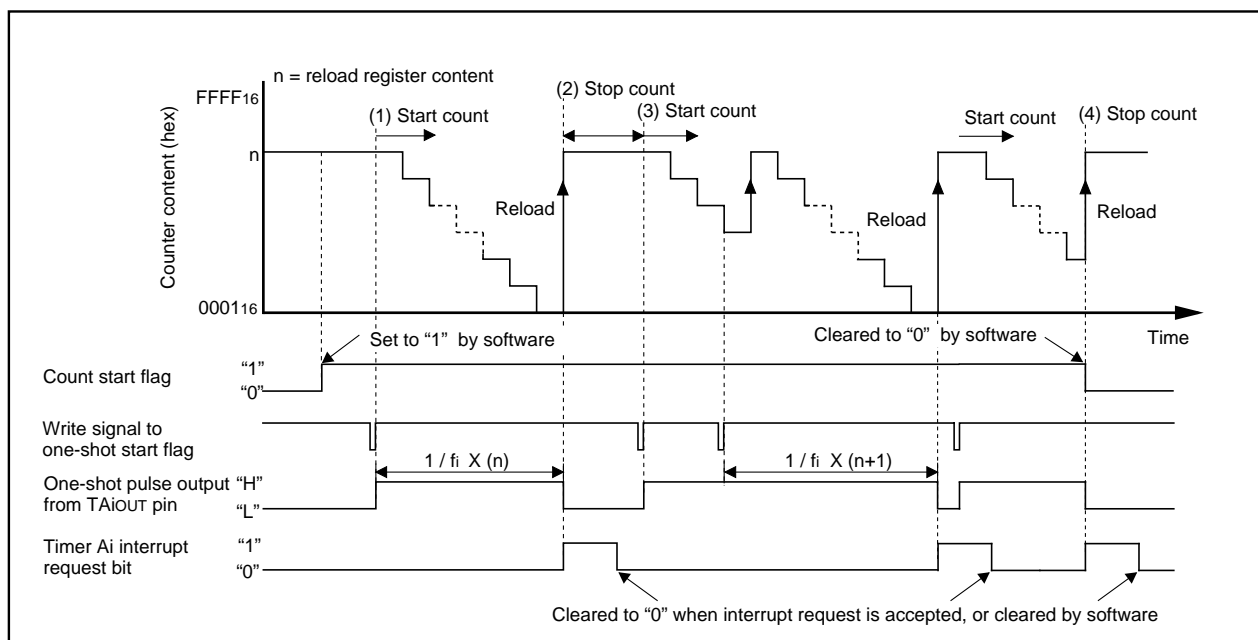 n = reload register content
FFFF16
(1) Start count
(2) Stop count
(3) Start count
Start count
(4) Stop count
Counter content (hex)
n
Reload
Reload
Reload
000116
Time
Set to “1” by software
Cleared to “0” by software
Count start flag
“1”
“0”
Write signal to
one-shot start flag
1 / fi X (n)
1 / fi X (n+1)
One-shot pulse output
from TAiOUT pin
“H”
“L”
Timer Ai interrupt
request bit
“1”
“0”
Cleared to “0” when interrupt request is accepted, or cleared by software